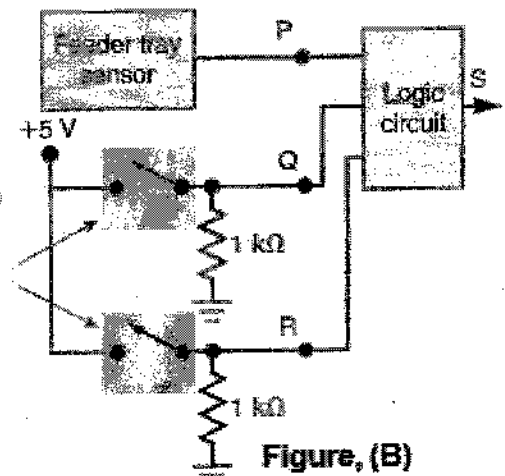 P
Feeder tray
sensor
Logic
circuit
S
+5 V
Q
1 kΩ
R
1 kΩ
Figure, (B)